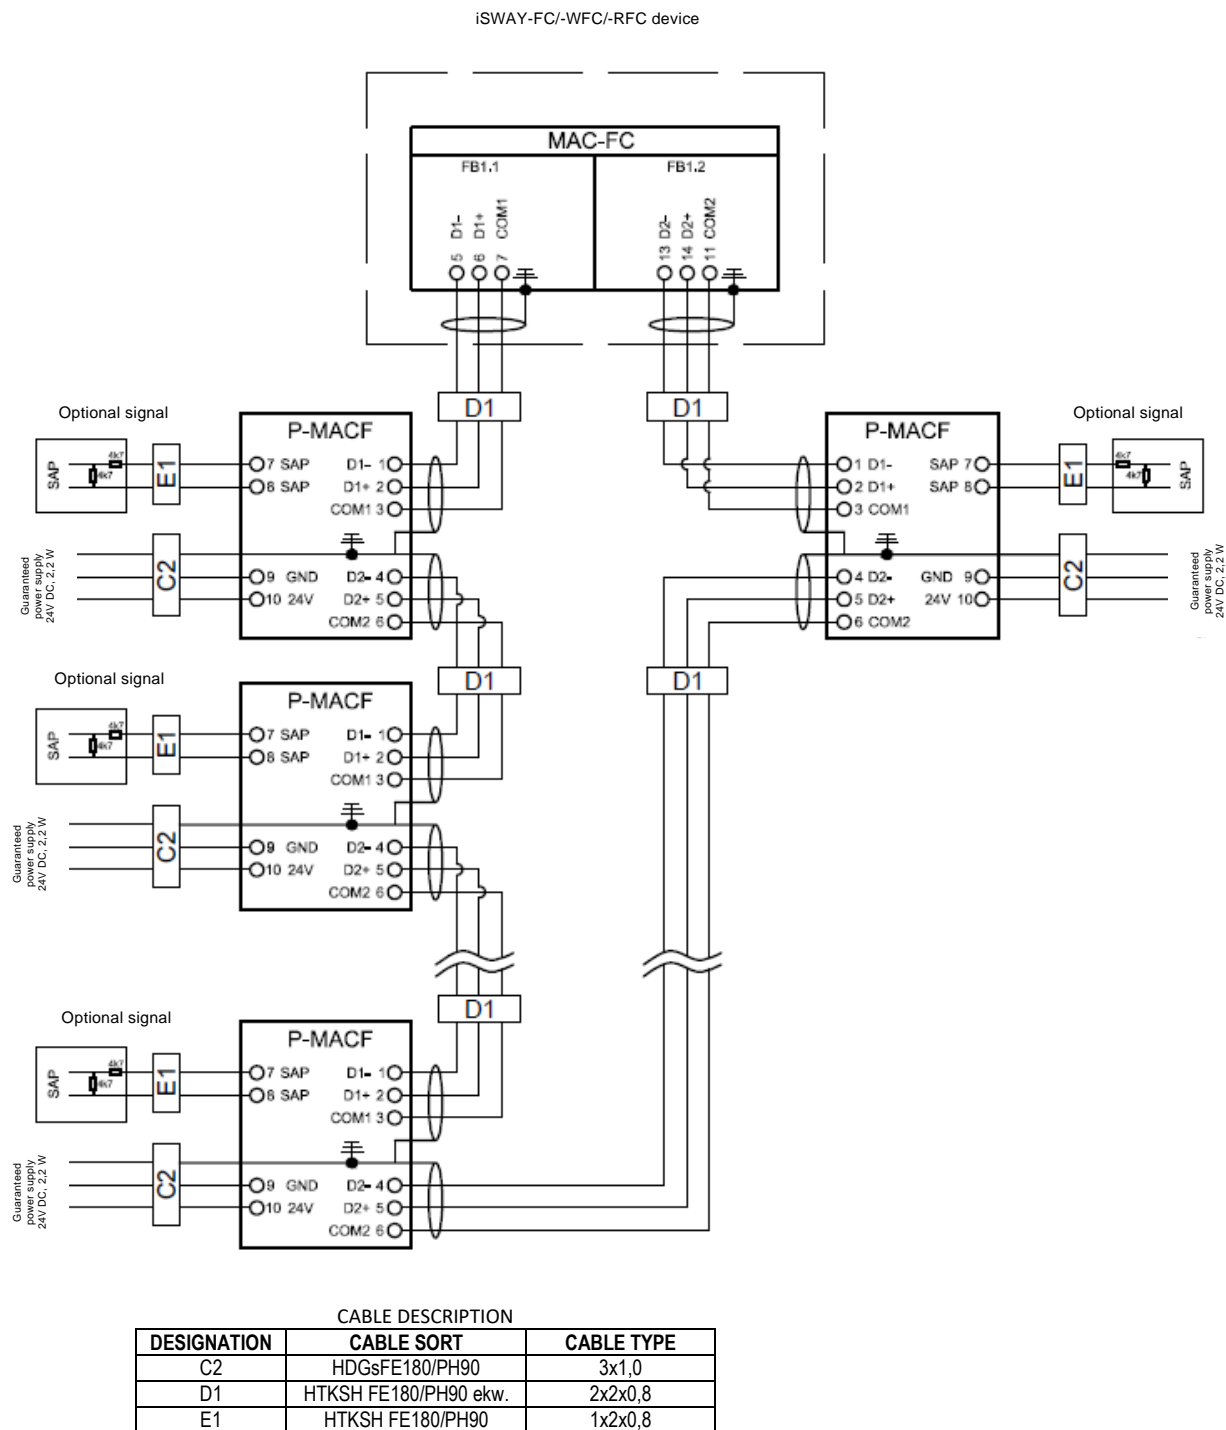 iSWAY-FC/-WFC/-RFC device
MAC-FC
FB1.1
FB1.2
5 D1-
6 D1+
7 COM1
13 D2-
14 D2+
11 COM2
D1
D1
Optional signal
SAP
4k7
4k7
E1
P-MACF
7 SAP
8 SAP
D1- 1
D1+ 2
COM1 3
Guaranteed
power supply
24V DC, 2,2 W
C2
9 GND
10 24V
D2- 4
D2+ 5
COM2 6
Optional signal
P-MACF
1 D1-
2 D1+
3 COM1
SAP 7
SAP 8
E1
4k7
4k7
SAP
4 D2-
5 D2+
6 COM2
GND 9
24V 10
C2
Guaranteed
power supply
24V DC, 2,2 W
D1
D1
Optional signal
SAP
4k7
4k7
E1
P-MACF
7 SAP
8 SAP
D1- 1
D1+ 2
COM1 3
Guaranteed
power supply
24V DC, 2,2 W
C2
9 GND
10 24V
D2- 4
D2+ 5
COM2 6
D1
Optional signal
SAP
4k7
4k7
E1
P-MACF
7 SAP
8 SAP
D1- 1
D1+ 2
COM1 3
Guaranteed
power supply
24V DC, 2,2 W
C2
9 GND
10 24V
D2- 4
D2+ 5
COM2 6
CABLE DESCRIPTION
DESIGNATION CABLE SORT CABLE TYPE
C2 HDGsFE180/PH90 3x1,0
D1 HTKSH FE180/PH90 ekw. 2x2x0,8
E1 HTKSH FE180/PH90 1x2x0,8